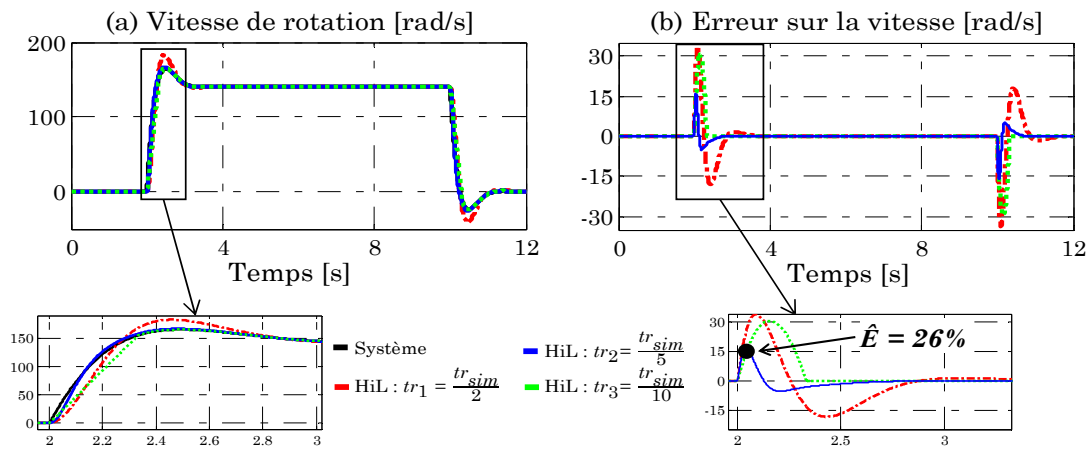 (a) Vitesse de rotation [rad/s]
200
100
0
0 4 8 12
Temps [s]
(b) Erreur sur la vitesse [rad/s]
30
15
0
-15
-30
0 4 8 12
Temps [s]
150
100
50
0
2 2.2 2.4 2.6 2.8 3
Système
HiL : tr₁ = tr_sim/2
HiL : tr₂= tr_sim/5
HiL : tr₃= tr_sim/10
30
15
0
-15
2 2.5 3
Ê = 26%